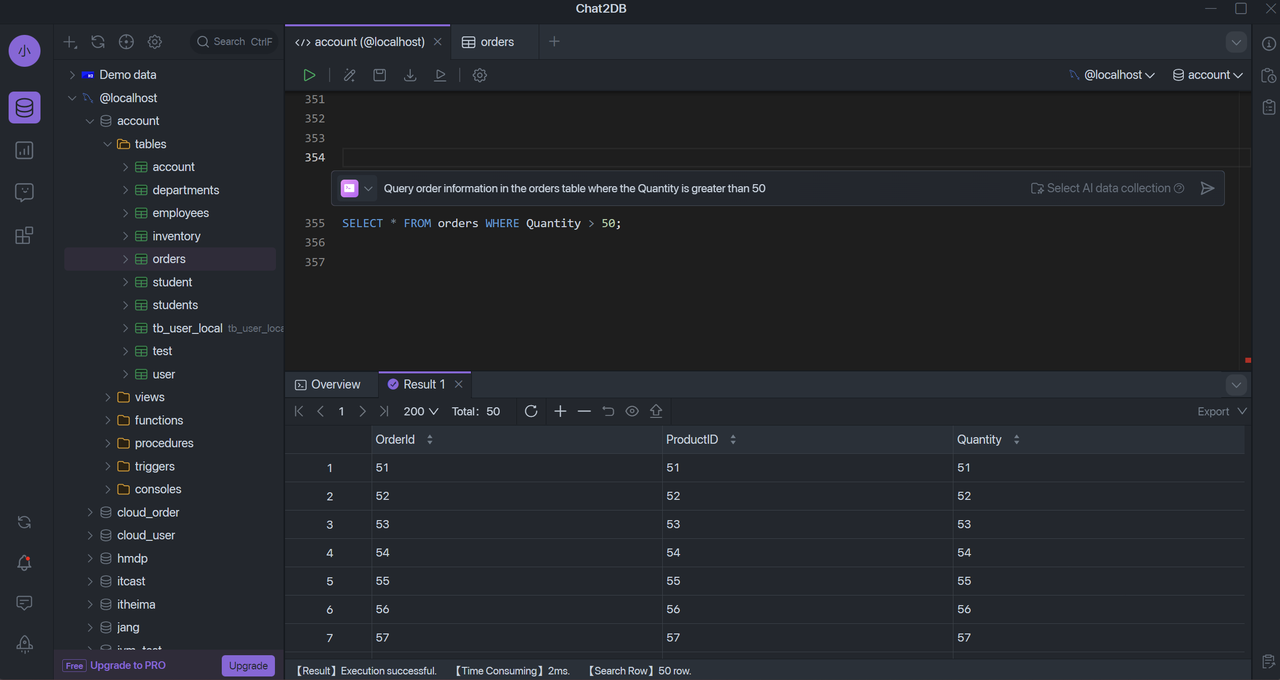 Chat2DB
小
Search CtrlF
Demo data
@localhost
account
tables
account
departments
employees
inventory
orders
student
students
tb_user_local tb_user_loca
test
user
views
functions
procedures
triggers
consoles
cloud_order
cloud_user
hmdp
itcast
itheima
jang
Free Upgrade to PRO Upgrade
account (@localhost) orders
@localhost account
351
352
353
354
Query order information in the orders table where the Quantity is greater than 50 Select AI data collection
355 SELECT * FROM orders WHERE Quantity > 50;
356
357
Overview Result 1
1 200 Total: 50 Export
OrderId ProductID Quantity
1 51 51 51
2 52 52 52
3 53 53 53
4 54 54 54
5 55 55 55
6 56 56 56
7 57 57 57
【Result】Execution successful. 【Time Consuming】2ms. 【Search Row】50 row.